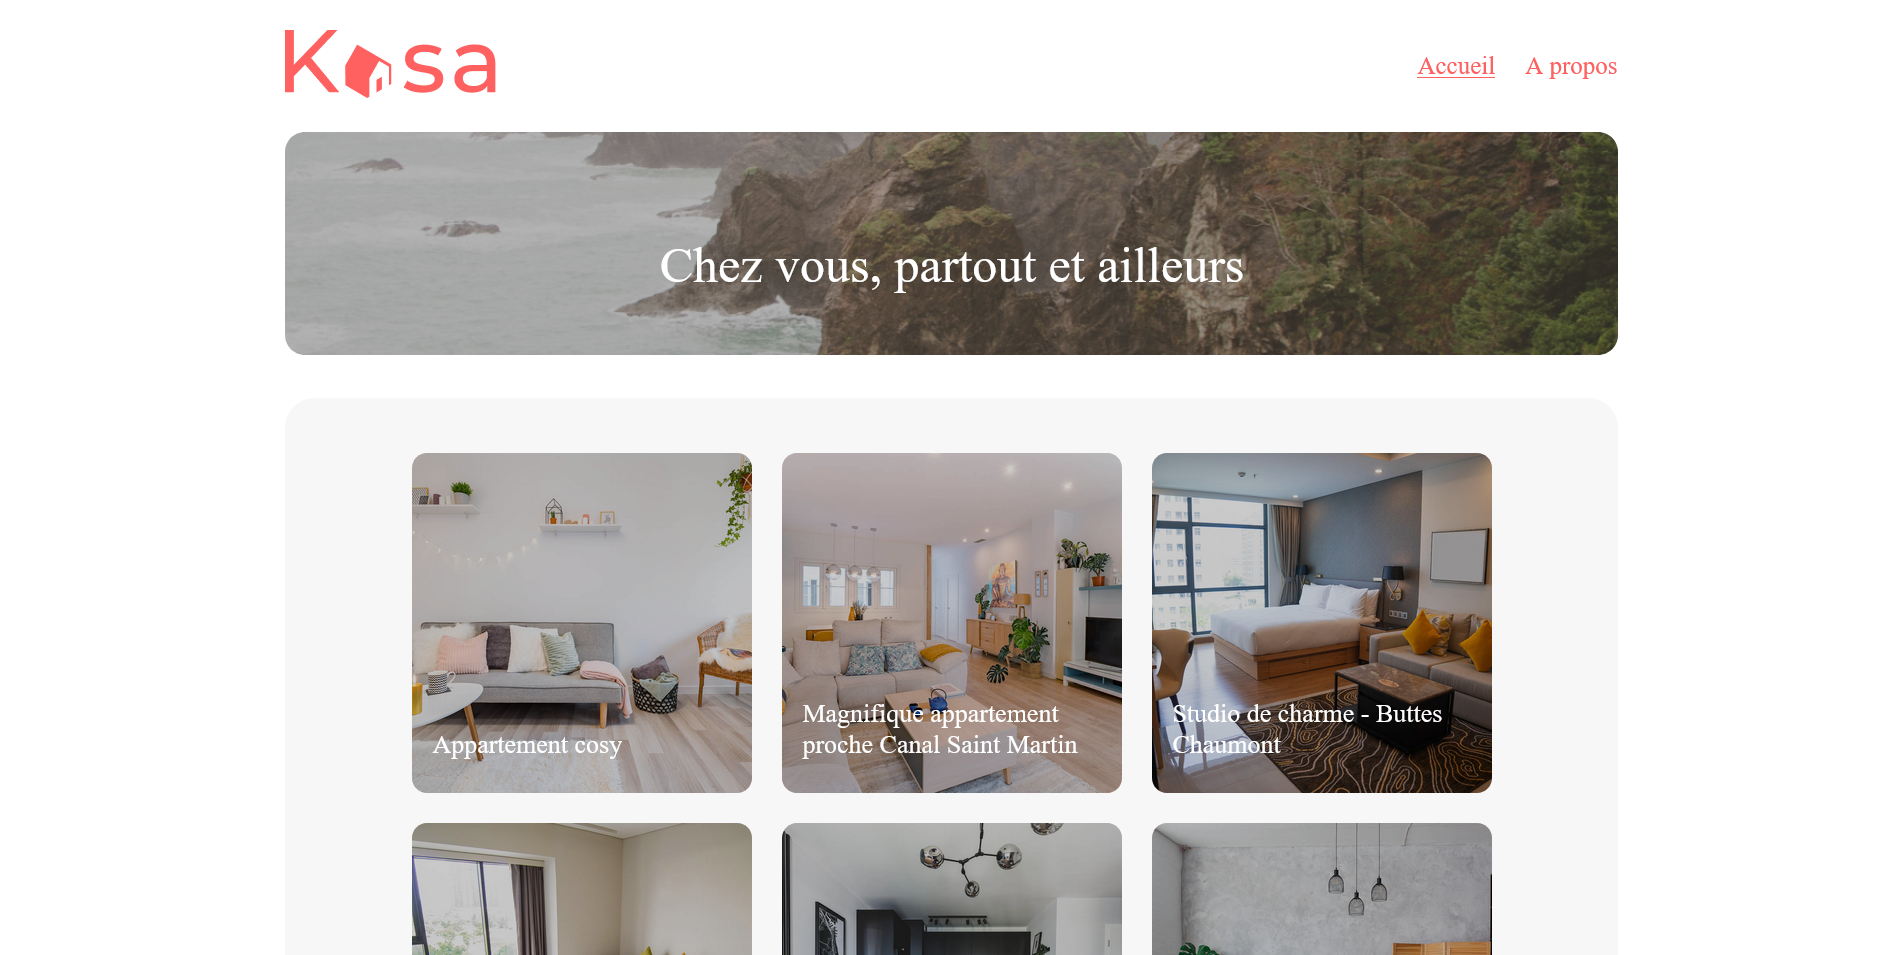 Kasa
Accueil A propos
Chez vous, partout et ailleurs
Appartement cosy
Magnifique appartement
proche Canal Saint Martin
Studio de charme - Buttes
Chaumont